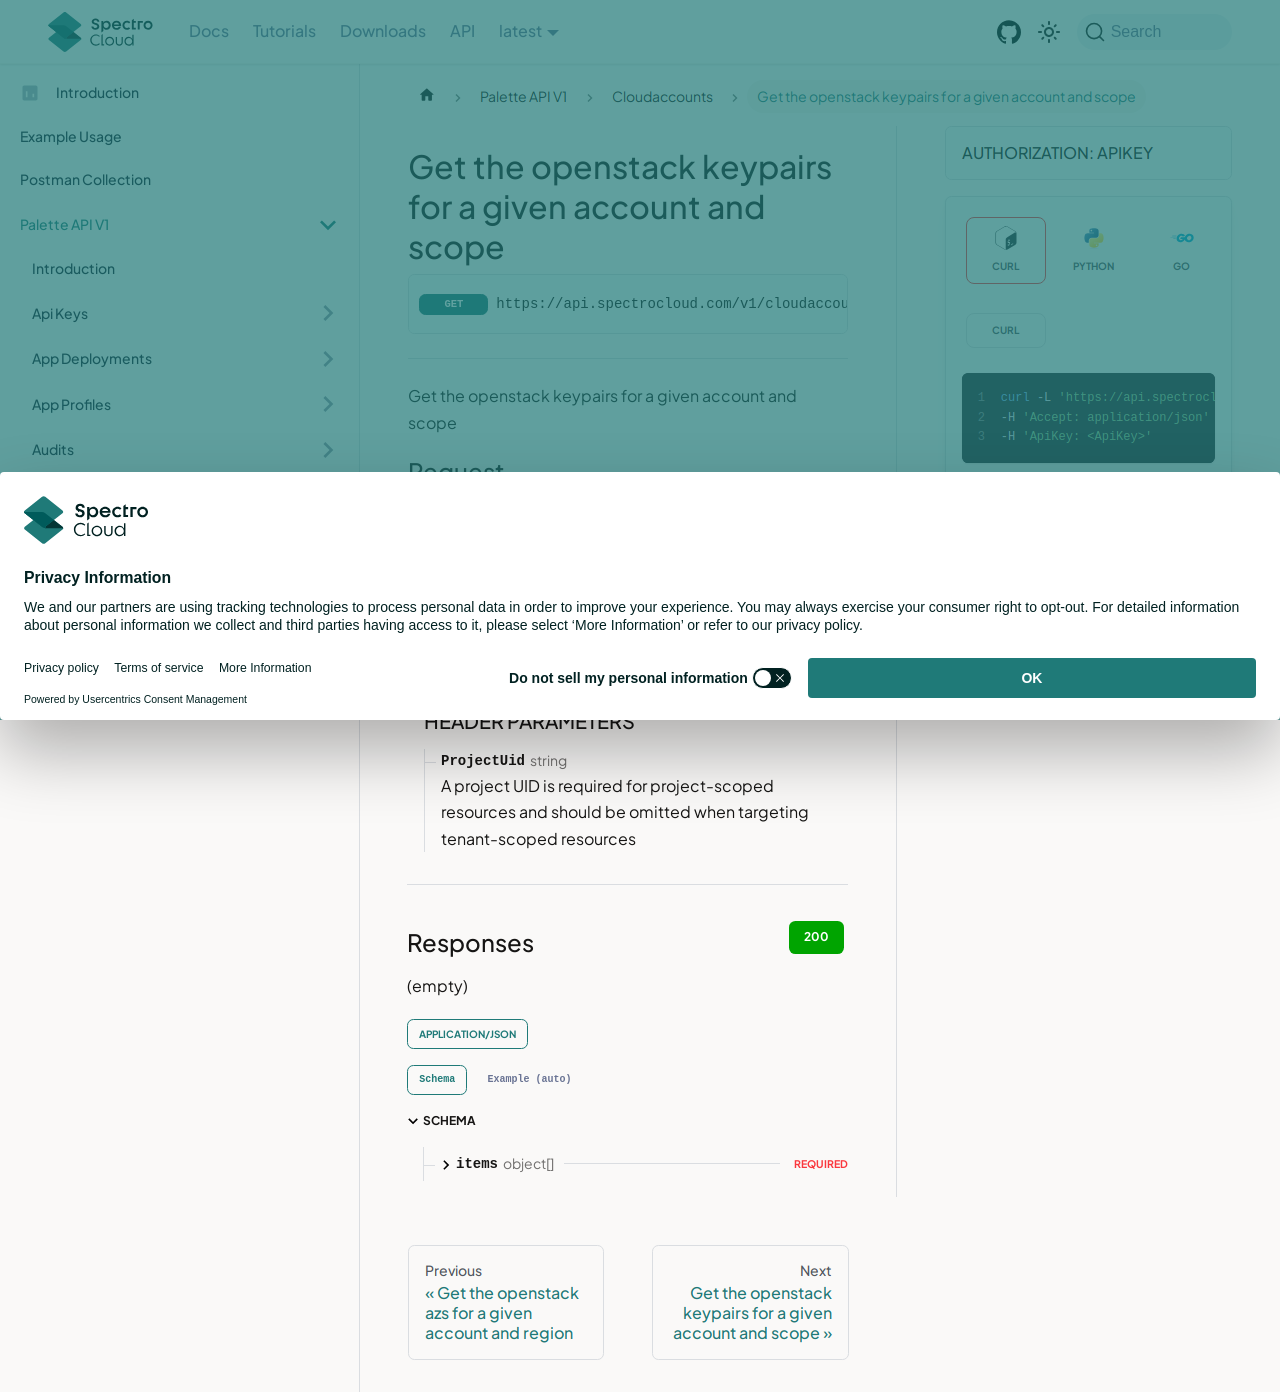 Spectro Cloud
Docs
Tutorials
Downloads
API
latest
Search
Introduction
Example Usage
Postman Collection
Palette API V1
Introduction
Api Keys
App Deployments
App Profiles
Audits
Palette API V1
Cloudaccounts
Get the openstack keypairs for a given account and scope
Get the openstack keypairs
for a given account and
scope
GET https://api.spectrocloud.com/v1/cloudaccou
Get the openstack keypairs for a given account and
scope
Request
AUTHORIZATION: APIKEY
CURL
PYTHON
GO
CURL
1 curl -L 'https://api.spectrocl
2 -H 'Accept: application/json'
3 -H 'ApiKey: <ApiKey>'
Spectro Cloud
Privacy Information
We and our partners are using tracking technologies to process personal data in order to improve your experience. You may always exercise your consumer right to opt-out. For detailed information
about personal information we collect and third parties having access to it, please select ‘More Information’ or refer to our privacy policy.
Privacy policy
Terms of service
More Information
Powered by Usercentrics Consent Management
Do not sell my personal information
OK
HEADER PARAMETERS
ProjectUid string
A project UID is required for project-scoped
resources and should be omitted when targeting
tenant-scoped resources
Responses
200
(empty)
APPLICATION/JSON
Schema
Example (auto)
SCHEMA
items object[]
REQUIRED
Previous
« Get the openstack
azs for a given
account and region
Next
Get the openstack
keypairs for a given
account and scope »